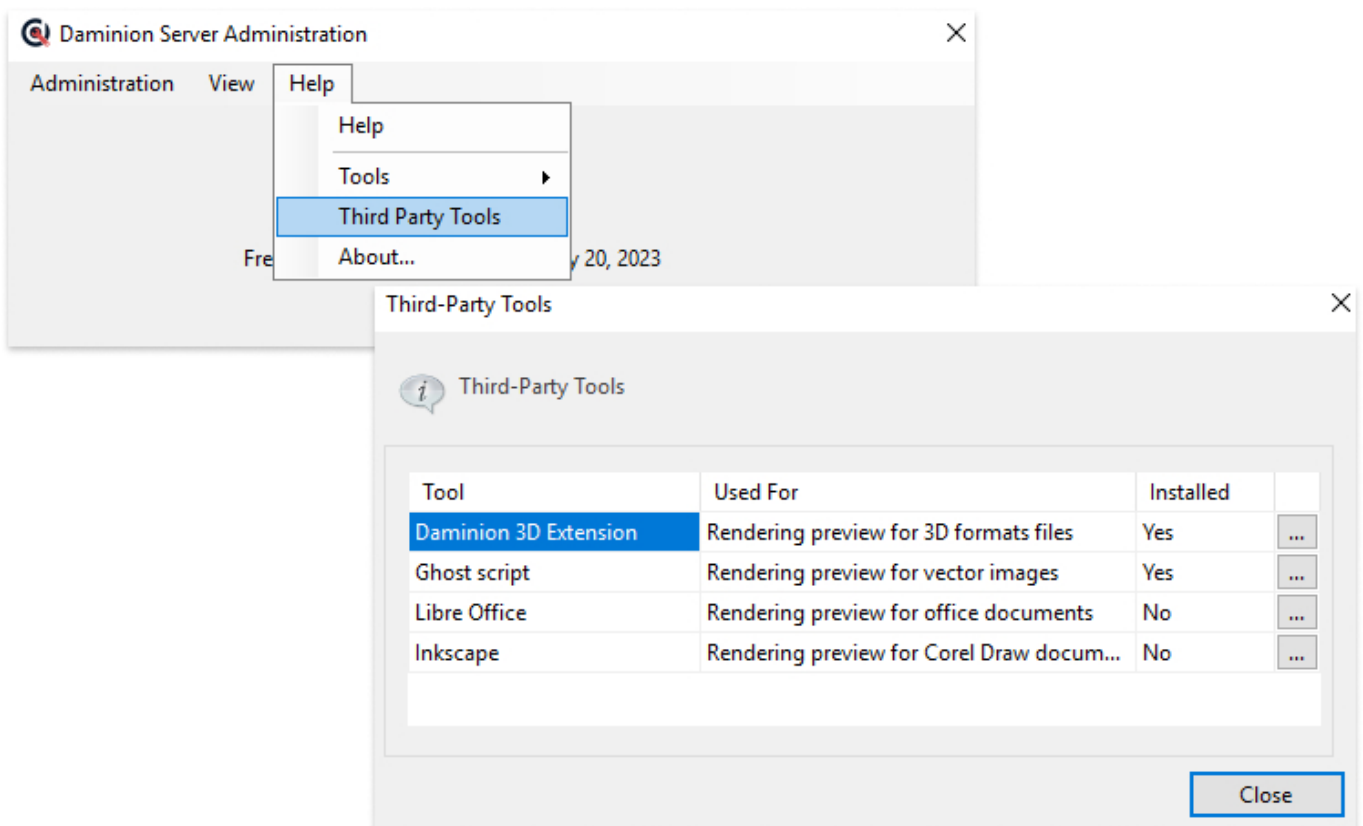 Daminion Server Administration
Administration View Help
Help
Tools
Third Party Tools
About...
Fre y 20, 2023
Third-Party Tools
Third-Party Tools
Tool Used For Installed
Daminion 3D Extension Rendering preview for 3D formats files Yes ...
Ghost script Rendering preview for vector images Yes ...
Libre Office Rendering preview for office documents No ...
Inkscape Rendering preview for Corel Draw docum... No ...
Close